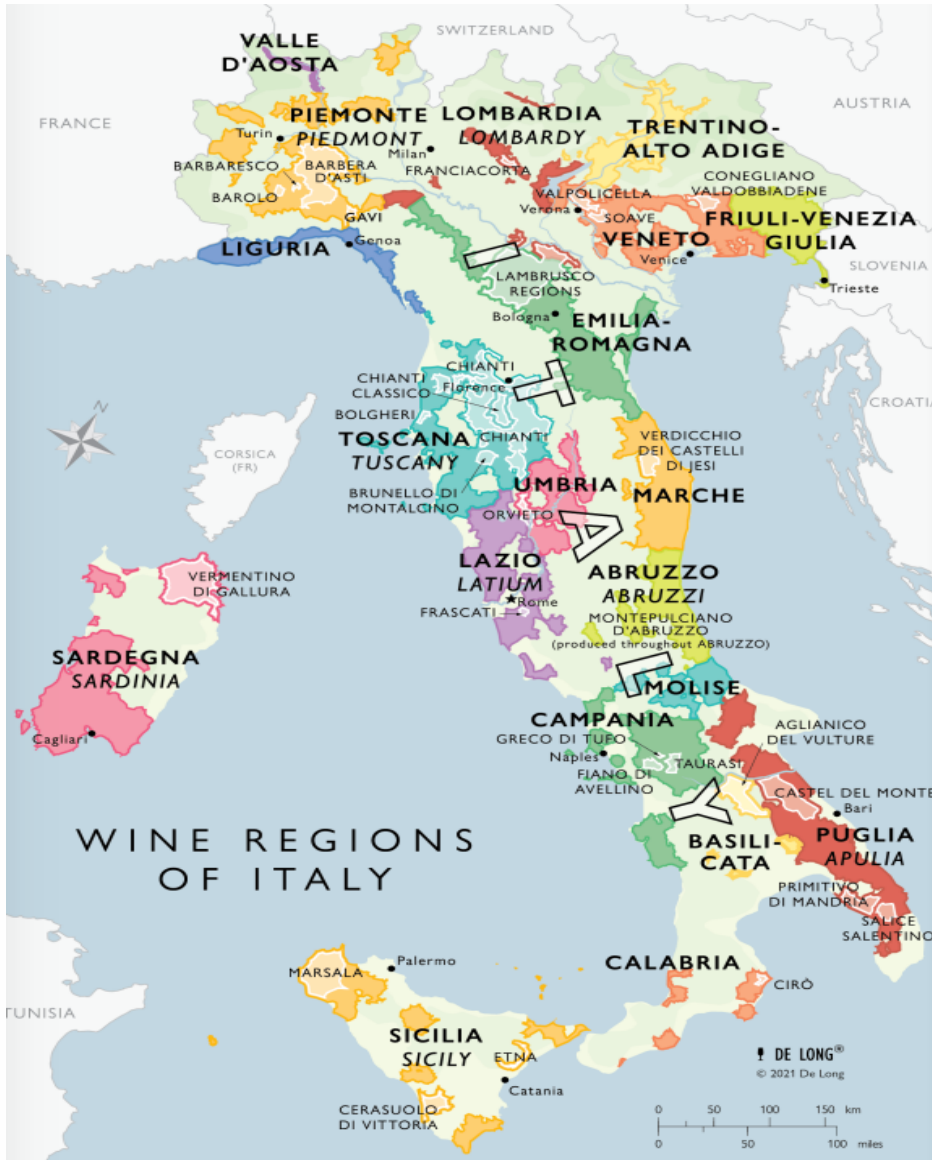 SWITZERLAND
VALLE
D'AOSTA
AUSTRIA
FRANCE
PIEMONTE
PIEDMONT
Turin
LOMBARDIA
LOMBARDY
Milan
TRENTINO-
ALTO ADIGE
BARBARESCO
BARBERA
D'ASTI
BAROLO
GAVI
FRANCIACORTA
CONEGLIANO
VALDOBBIADENE
VALPOLICELLA
Verona
SOAVE
VENETO
Venice
FRIULI-VENEZIA
GIULIA
SLOVENIA
Trieste
LIGURIA
Genoa
LAMBRUSCO
REGIONS
Bologna
EMILIA-
ROMAGNA
CROATIA
ITALY
N
CORSICA
(FR)
CHIANTI
Florence
CHIANTI
CLASSICO
BOLGHERI
CHIANTI
TOSCANA
TUSCANY
BRUNELLO DI
MONTALCINO
VERDICCHIO
DEI CASTELLI
DI JESI
MARCHE
UMBRIA
ORVIETO
LAZIO
LATIUM
Rome
FRASCATI
ABRUZZO
ABRUZZI
MONTEPULCIANO
D'ABRUZZO
(produced throughout ABRUZZO)
VERMENTINO
DI GALLURA
SARDEGNA
SARDINIA
Cagliari
MOLISE
CAMPANIA
GRECO DI TUFO
Naples
TAURASI
FIANO DI
AVELLINO
AGLIANICO
DEL VULTURE
CASTEL DEL MONTE
Bari
BASILI-
CATA
PUGLIA
APULIA
PRIMITIVO
DI MANDRIA
SALICE
SALENTINO
WINE REGIONS
OF ITALY
CALABRIA
CIRÒ
Palermo
MARSALA
TUNISIA
SICILIA
SICILY
ETNA
Catania
CERASUOLO
DI VITTORIA
DE LONG®
© 2021 De Long
0 50 100 150 km
0 50 100 miles